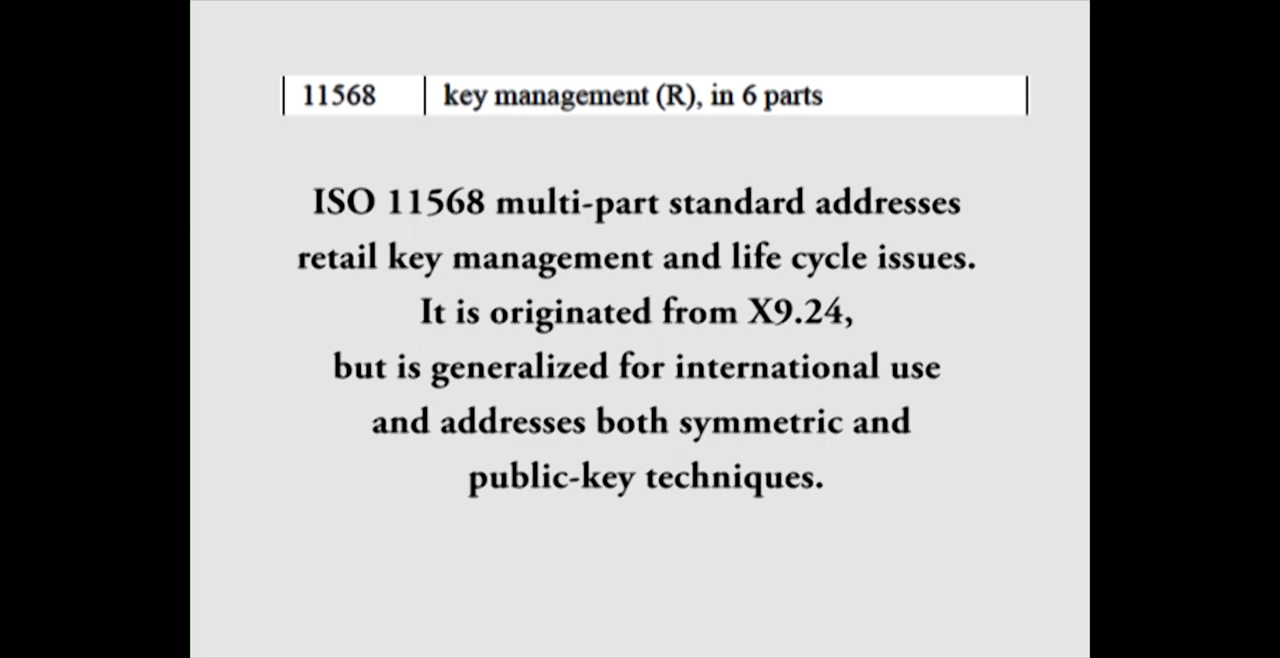 11568 key management (R), in 6 parts
ISO 11568 multi-part standard addresses
retail key management and life cycle issues.
It is originated from X9.24,
but is generalized for international use
and addresses both symmetric and
public-key techniques.